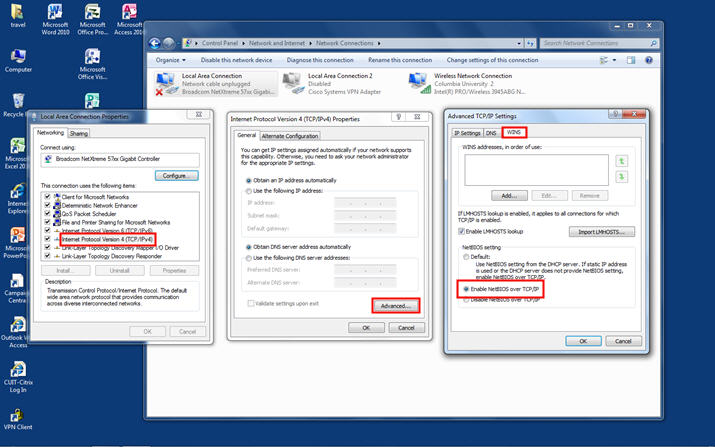 travel
Microsoft
Word 2010
Microsoft
Office Pro...
Microsoft
Access 2010
Computer
Microsoft
Office Vis...
Recycle
Microsoft
Excel 201
Internet
Explorer
Microsoft
PowerPoi
Campaign
Centra
Outlook W
Access
CUIT-Citrix
Log In
VPN Client
Control Panel
Network and Internet
Network Connections
Search Network Connections
Organize
Disable this network device
Diagnose this connection
Rename this connection
Change settings of this connection
Local Area Connection
Network cable unplugged
Broadcom NetXtreme 57xx Gigabi...
Local Area Connection 2
Disabled
Cisco Systems VPN Adapter
Wireless Network Connection
Columbia University 2
Intel(R) PRO/Wireless 3945ABG N...
Local Area Connection Properties
Networking
Sharing
Connect using:
Broadcom NetXtreme 57xx Gigabit Controller
Configure...
This connection uses the following items:
Client for Microsoft Networks
Deterministic Network Enhancer
QoS Packet Scheduler
File and Printer Sharing for Microsoft Networks
Internet Protocol Version 6 (TCP/IPv6)
Internet Protocol Version 4 (TCP/IPv4)
Link-Layer Topology Discovery Mapper I/O Driver
Link-Layer Topology Discovery Responder
Install...
Uninstall
Properties
Description
Transmission Control Protocol/Internet Protocol. The default
wide area network protocol that provides communication
across diverse interconnected networks.
OK
Cancel
Internet Protocol Version 4 (TCP/IPv4) Properties
General
Alternate Configuration
You can get IP settings assigned automatically if your network supports
this capability. Otherwise, you need to ask your network administrator
for the appropriate IP settings.
Obtain an IP address automatically
Use the following IP address:
IP address:
Subnet mask:
Default gateway:
Obtain DNS server address automatically
Use the following DNS server addresses:
Preferred DNS server:
Alternate DNS server:
Validate settings upon exit
Advanced...
OK
Cancel
Advanced TCP/IP Settings
IP Settings
DNS
WINS
WINS addresses, in order of use:
Add...
Edit...
Remove
If LMHOSTS lookup is enabled, it applies to all connections for which
TCP/IP is enabled.
Enable LMHOSTS lookup
Import LMHOSTS...
NetBIOS setting
Default:
Use NetBIOS setting from the DHCP server. If static IP address
is used or the DHCP server does not provide NetBIOS setting,
enable NetBIOS over TCP/IP.
Enable NetBIOS over TCP/IP
Disable NetBIOS over TCP/IP
OK
Cancel